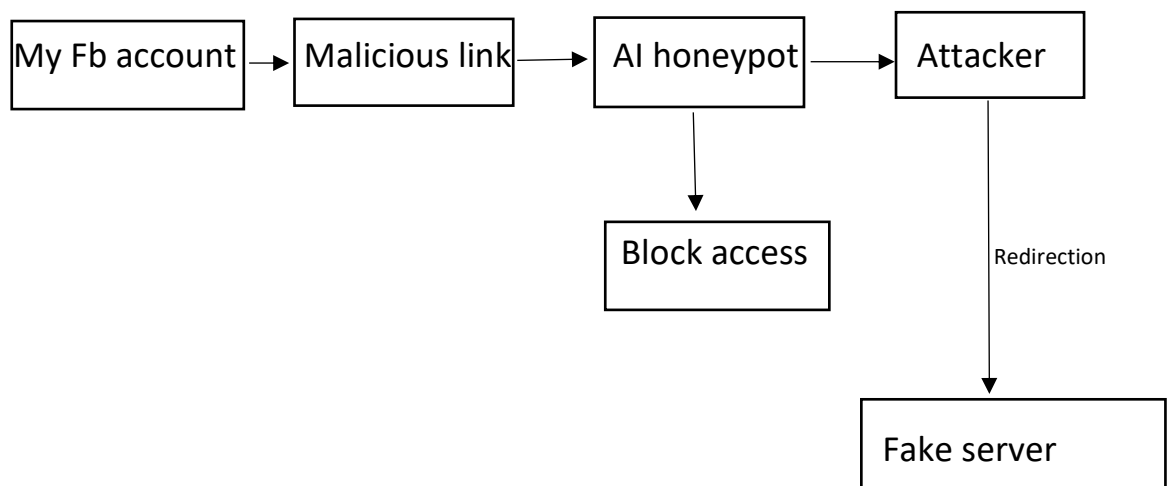 My Fb account
Malicious link
AI honeypot
Attacker
Block access
Redirection
Fake server